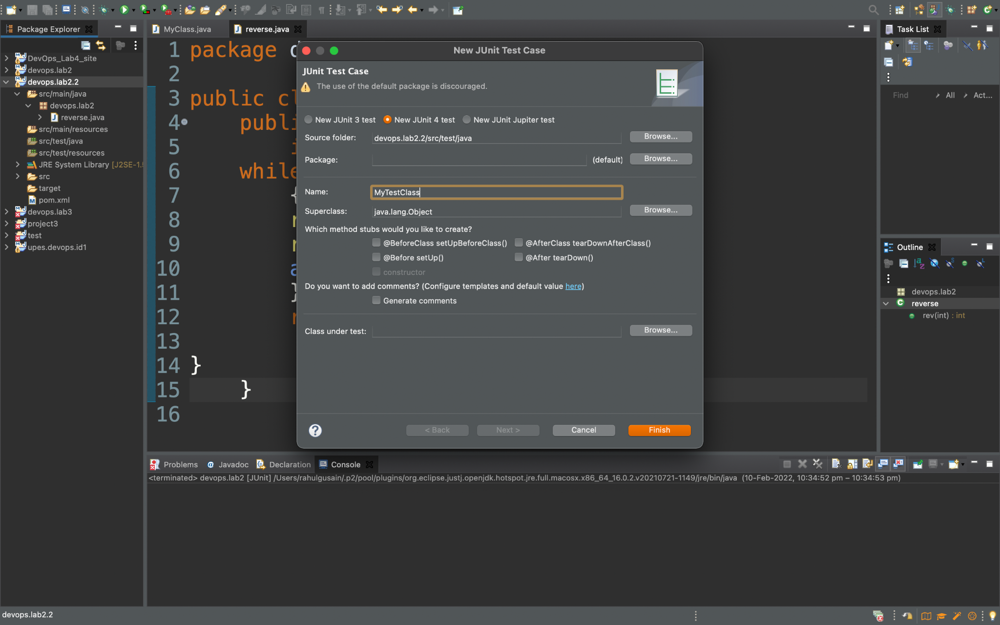 Package Explorer
MyClass.java
reverse.java
Task List
DevOps_Lab4_site
devops.lab2
devops.lab2.2
src/main/java
devops.lab2
reverse.java
src/main/resources
src/test/java
src/test/resources
JRE System Library [J2SE-1.
src
target
pom.xml
devops.lab3
project3
test
upes.devops.id1
1 package
2
3 public cl
4 publi
5
6 while
7 {
8
9
10 a
11 }
12
13
14 }
15 }
16
New JUnit Test Case
JUnit Test Case
The use of the default package is discouraged.
New JUnit 3 test New JUnit 4 test New JUnit Jupiter test
Source folder: devops.lab2.2/src/test/java Browse...
Package: (default) Browse...
Name: MyTestClass
Superclass: java.lang.Object Browse...
Which method stubs would you like to create?
@BeforeClass setUpBeforeClass() @AfterClass tearDownAfterClass()
@Before setUp() @After tearDown()
constructor
Do you want to add comments? (Configure templates and default value here)
Generate comments
Class under test: Browse...
< Back Next > Cancel Finish
Find All Act...
Outline
devops.lab2
reverse
rev(int) : int
Problems @ Javadoc Declaration Console
<terminated> devops.lab2 [JUnit] /Users/rahulgusain/.p2/pool/plugins/org.eclipse.justj.openjdk.hotspot.jre.full.macosx.x86_64_16.0.2.v20210721-1149/jre/bin/java (10-Feb-2022, 10:34:52 pm – 10:34:53 pm)
devops.lab2.2